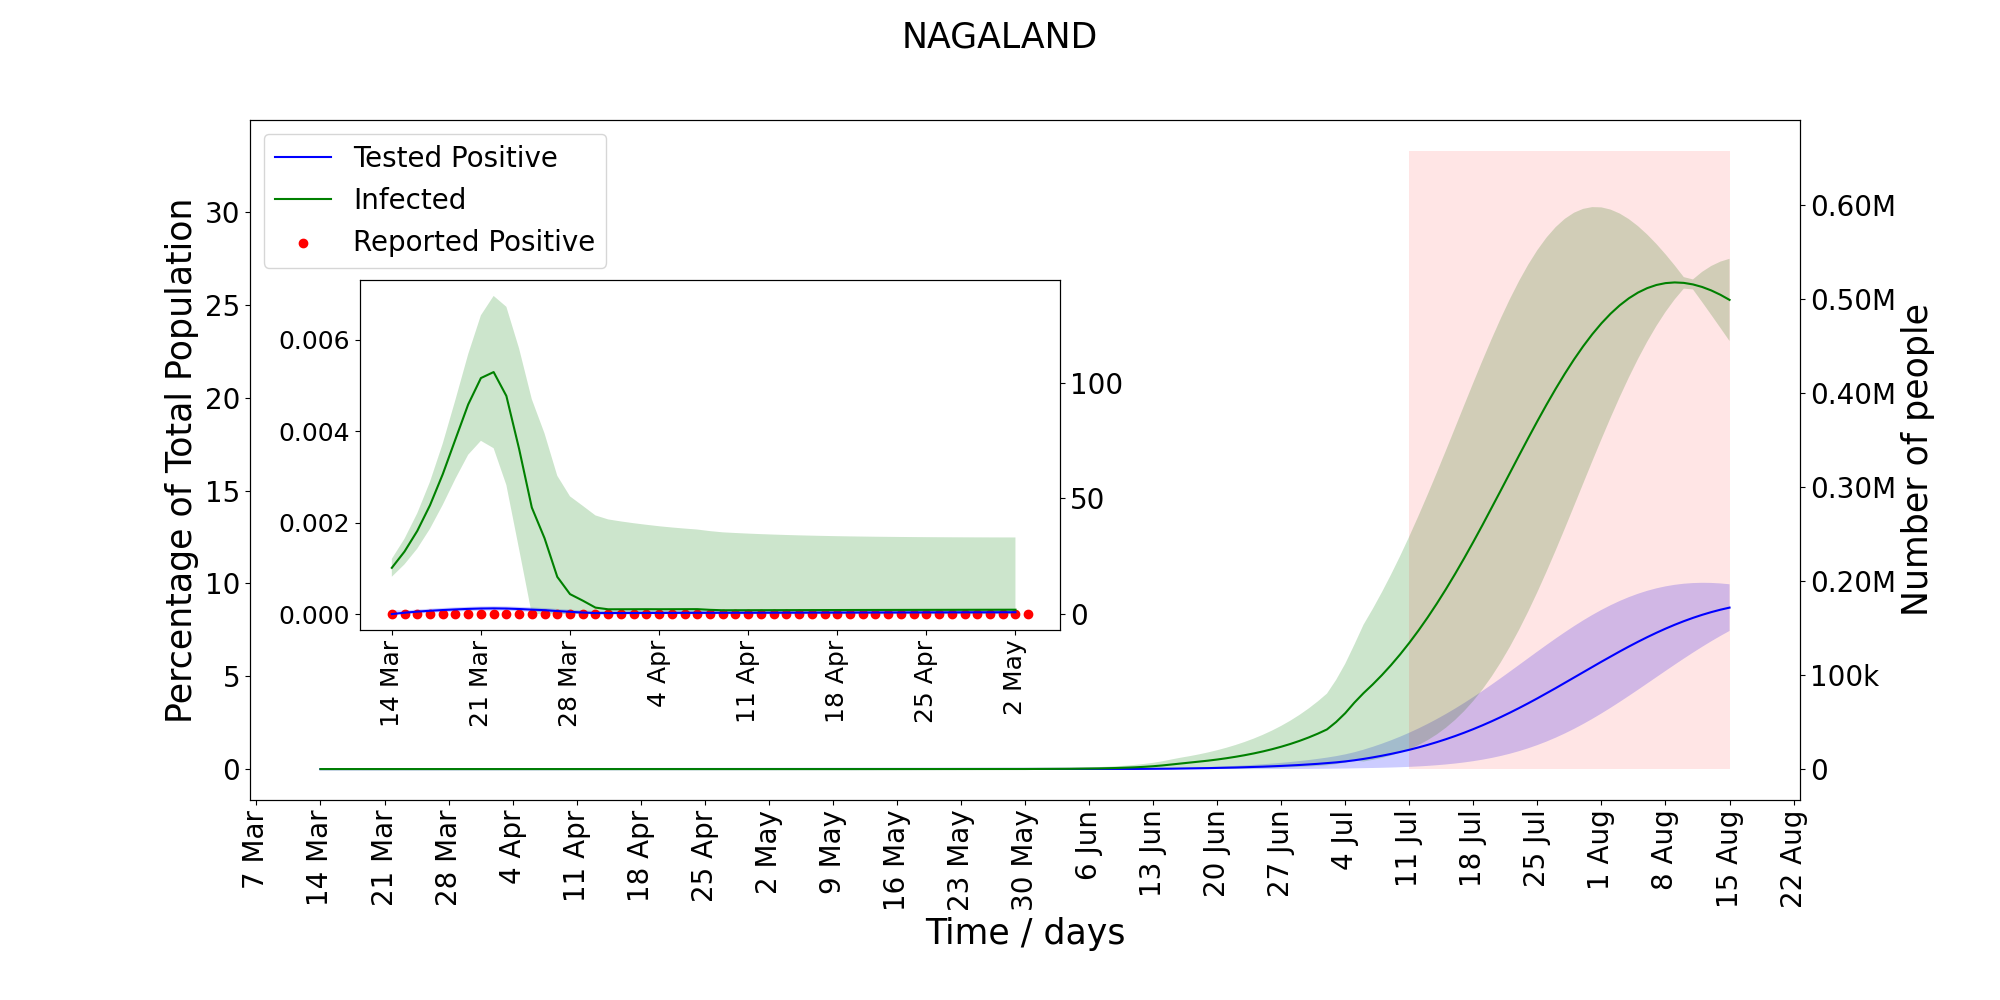 NAGALAND
Tested Positive
Infected
Reported Positive
Percentage of Total Population
30
25
20
15
10
5
0
0.006
0.004
0.002
0.000
100
50
0
14 Mar
21 Mar
28 Mar
4 Apr
11 Apr
18 Apr
25 Apr
2 May
0.60M
0.50M
0.40M
0.30M
0.20M
100k
0
Number of people
7 Mar
14 Mar
21 Mar
28 Mar
4 Apr
11 Apr
18 Apr
25 Apr
2 May
9 May
16 May
23 May
30 May
6 Jun
13 Jun
20 Jun
27 Jun
4 Jul
11 Jul
18 Jul
25 Jul
1 Aug
8 Aug
15 Aug
22 Aug
Time / days